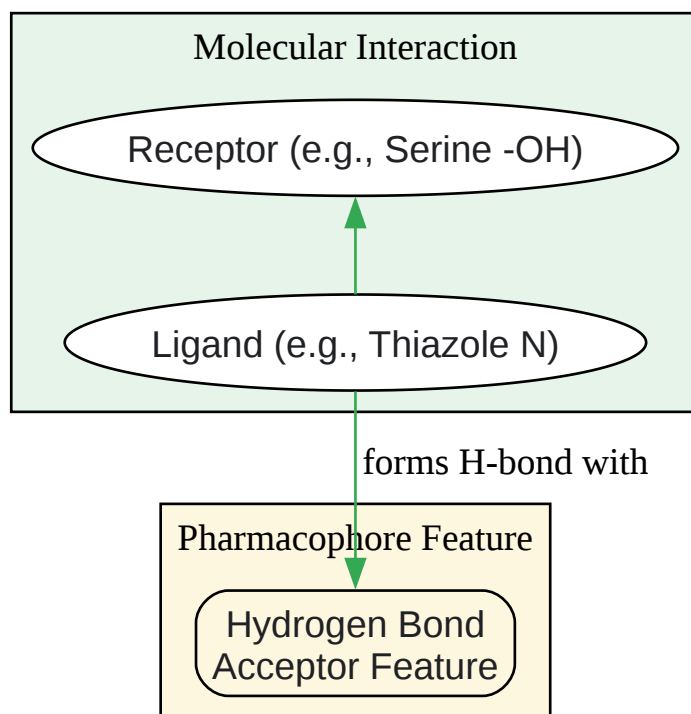 Molecular Interaction
Receptor (e.g., Serine -OH)
Ligand (e.g., Thiazole N)
forms H-bond with
Pharmacophore Feature
Hydrogen Bond
Acceptor Feature